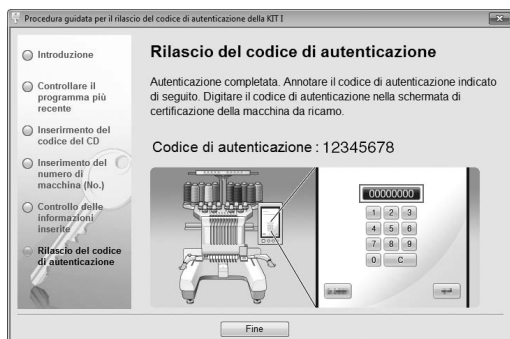 Procedura guidata per il rilascio del codice di autenticazione della KIT I
Introduzione
Controllare il
programma più
recente
Inserirmento del
codice del CD
Inserimento del
numero di
macchina (No.)
Controllo delle
informazioni
inserite
Rilascio del codice
di autenticazione
Rilascio del codice di autenticazione
Autenticazione completata. Annotare il codice di autenticazione indicato
di seguito. Digitare il codice di autenticazione nella schermata di
certificazione della macchina da ricamo.
Codice di autenticazione : 12345678
00000000
1 2 3
4 5 6
7 8 9
0 C
Fine